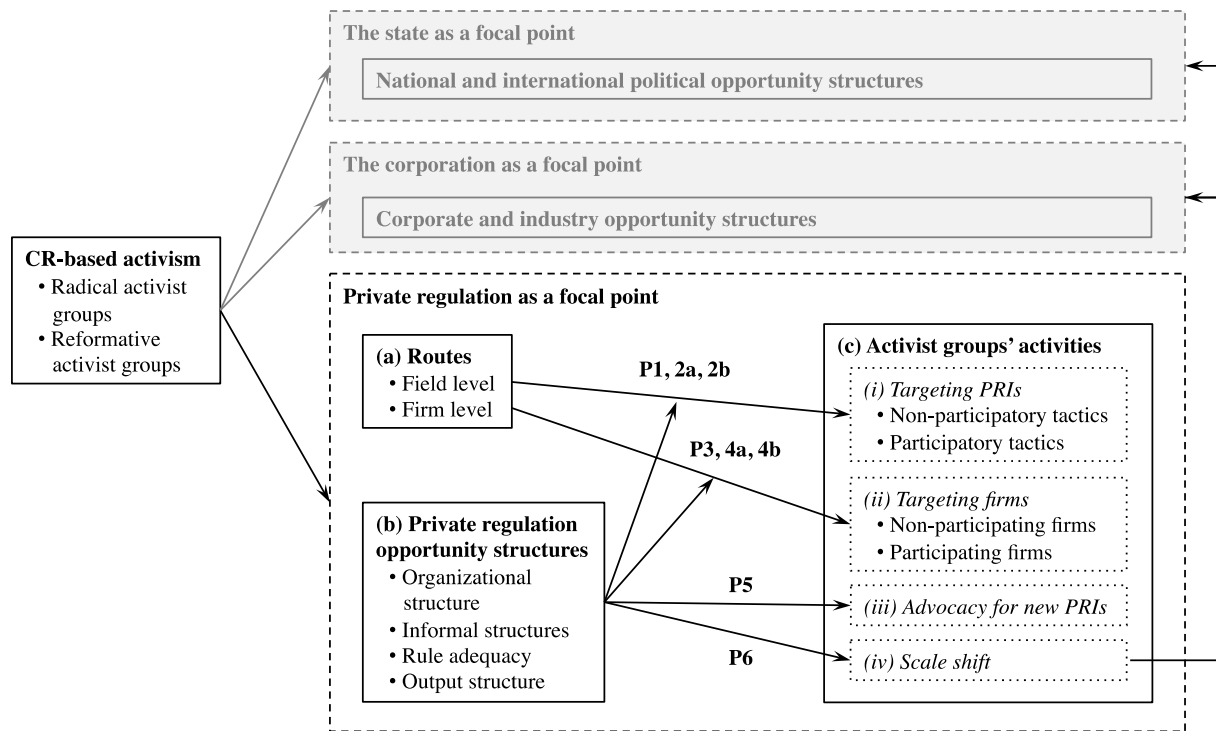 The state as a focal point
National and international political opportunity structures
The corporation as a focal point
Corporate and industry opportunity structures
CR-based activism
• Radical activist
groups
• Reformative
activist groups
Private regulation as a focal point
(a) Routes
• Field level
• Firm level
P1, 2a, 2b
P3, 4a, 4b
(b) Private regulation
opportunity structures
• Organizational
structure
• Informal structures
• Rule adequacy
• Output structure
P5
P6
(c) Activist groups’ activities
(i) Targeting PRIs
• Non-participatory tactics
• Participatory tactics
(ii) Targeting firms
• Non-participating firms
• Participating firms
(iii) Advocacy for new PRIs
(iv) Scale shift